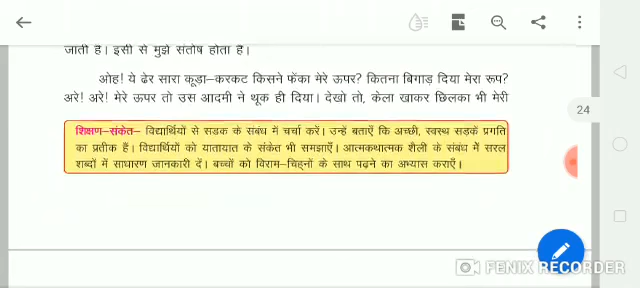 जाती है। इसी से मुझे संतोष होता है।
ओह! ये ढेर सारा कूड़ा–करकट किसने फेंका मेरे ऊपर? कितना बिगाड़ दिया मेरा रूप?
अरे! अरे! मेरे ऊपर तो उस आदमी ने थूक ही दिया। देखो तो, केला खाकर छिलका भी मेरी
शिक्षण–संकेत– विद्यार्थियों से सडक के संबंध में चर्चा करें। उन्हें बताएँ कि अच्छी, स्वस्थ सड़कें प्रगति
का प्रतीक हैं। विद्यार्थियों को यातायात के संकेत भी समझाएँ। आत्मकथात्मक शैली के संबंध में सरल
शब्दों में साधारण जानकारी दें। बच्चों को विराम–चिह्नों के साथ पढ़ने का अभ्यास कराएँ।
24
FENIX RECORDER